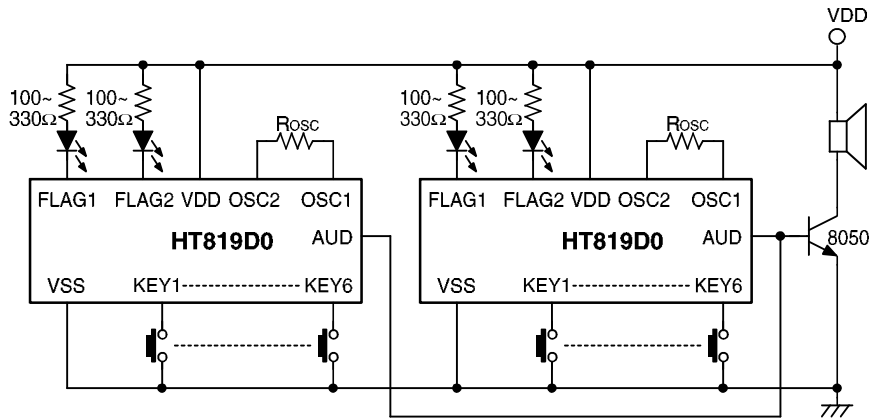 VDD
100~
330Ω
100~
330Ω
ROSC
100~
330Ω
100~
330Ω
ROSC
FLAG1 FLAG2 VDD OSC2 OSC1
HT819D0 AUD
VSS KEY1 KEY6
FLAG1 FLAG2 VDD OSC2 OSC1
HT819D0 AUD
VSS KEY1 KEY6
8050